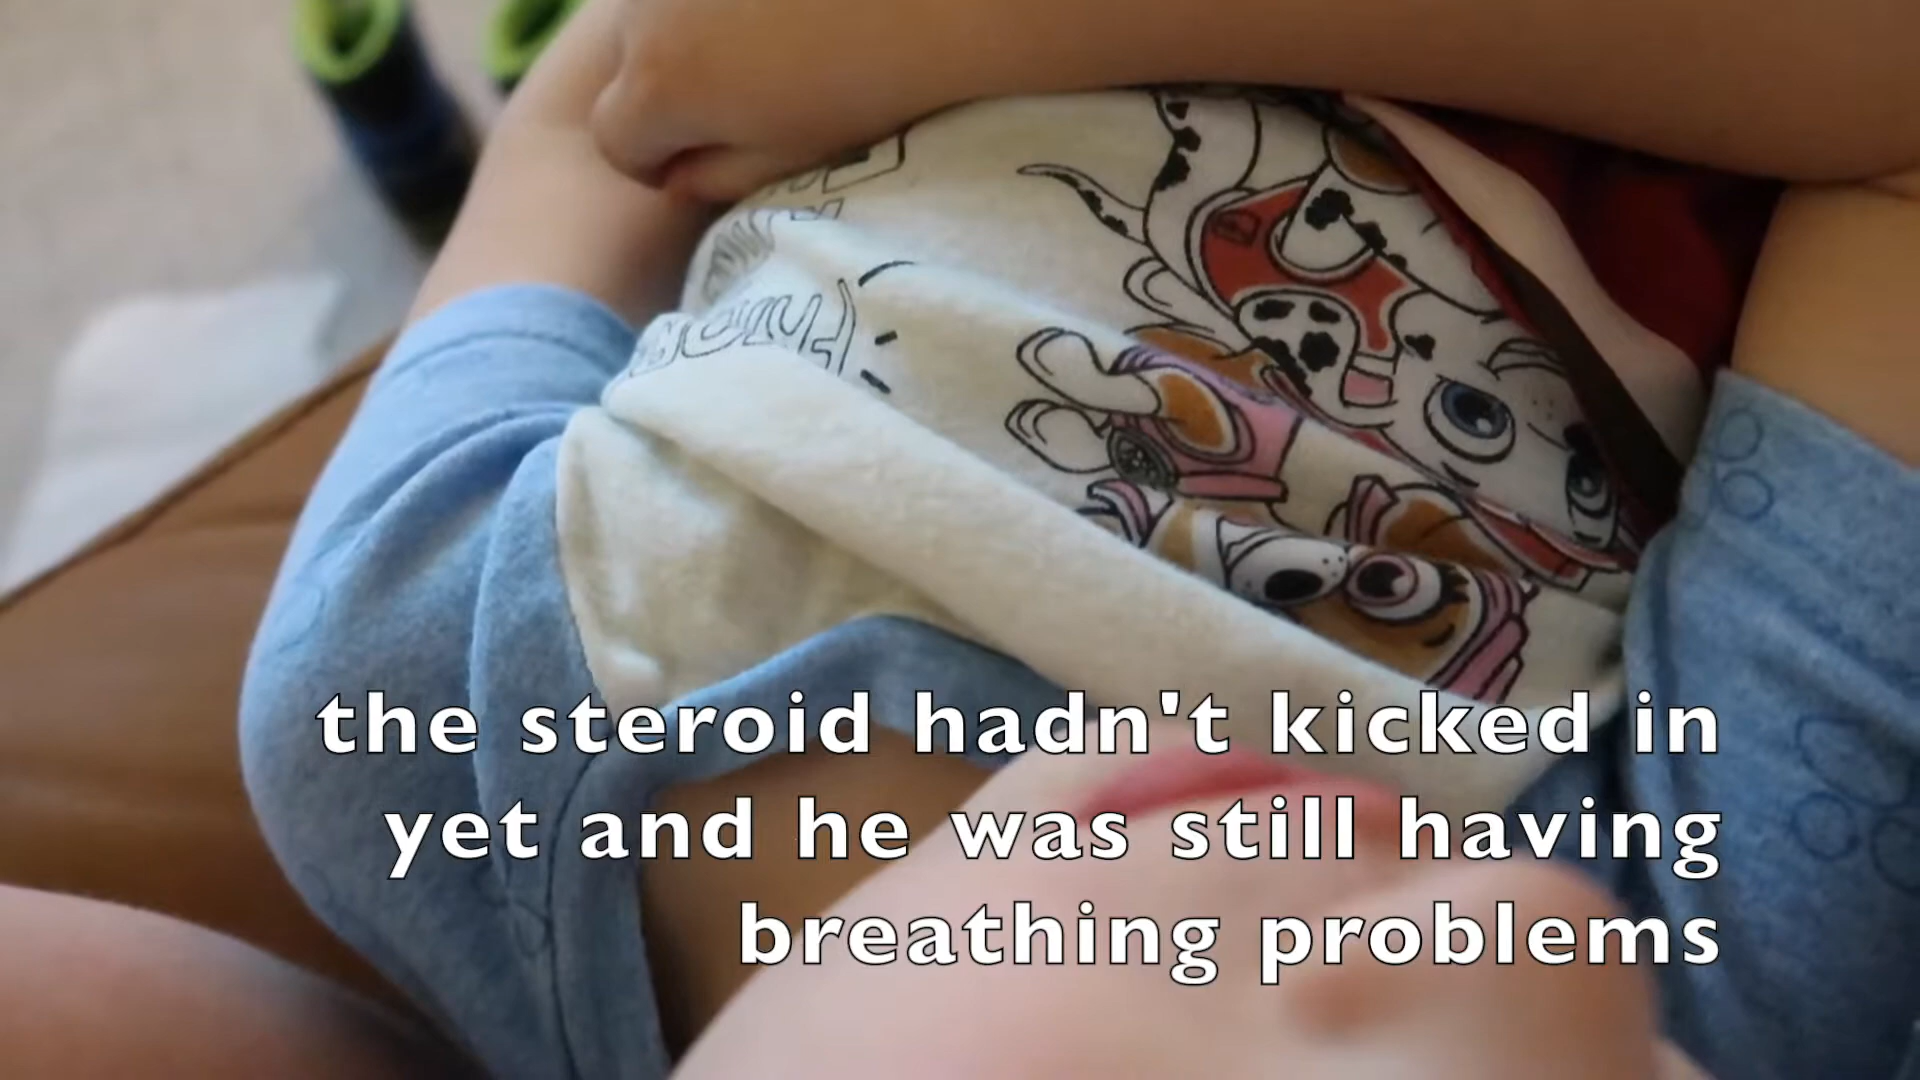 the steroid hadn't kicked in
yet and he was still having
breathing problems